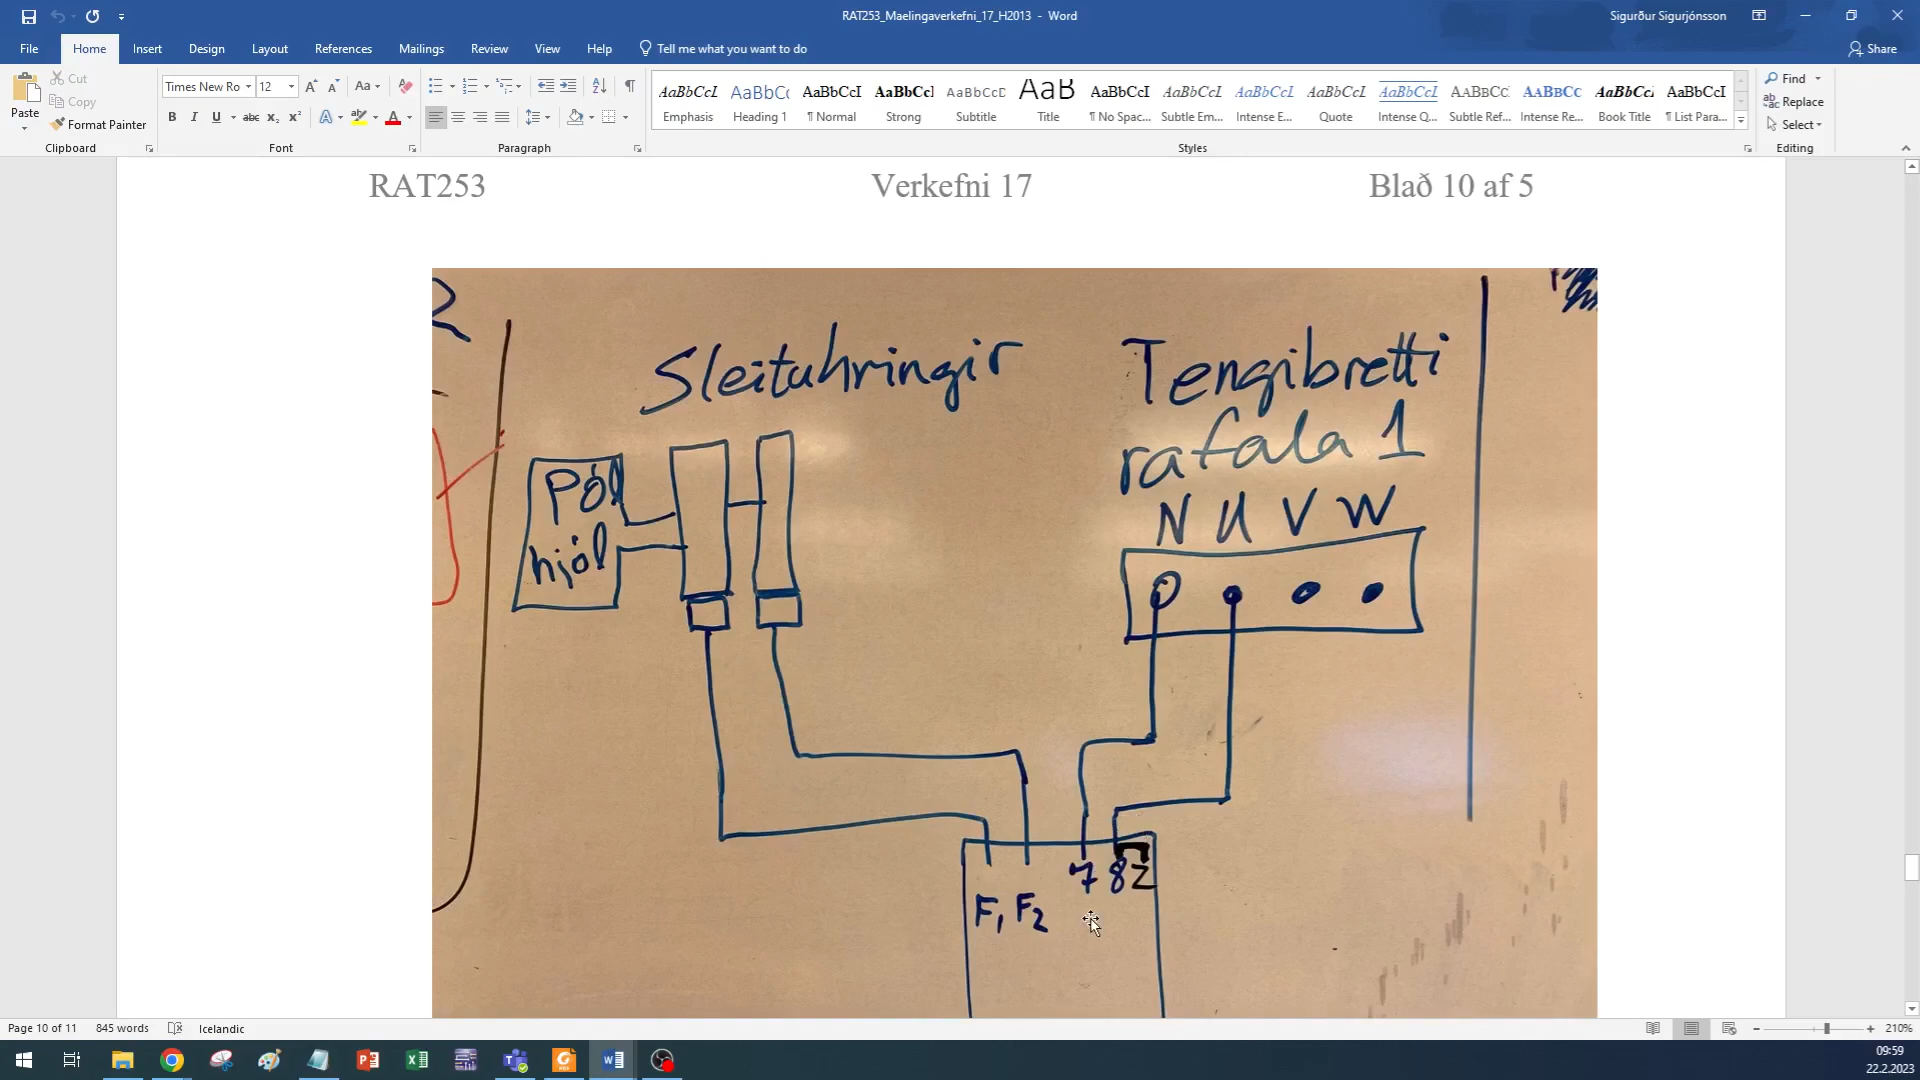 RAT253_Maelingaverkefni_17_H2013 - Word
Sigurður Sigurjónsson
File Home Insert Design Layout References Mailings Review View Help Tell me what you want to do
Share
Paste
Cut
Copy
Format Painter
Clipboard
Times New Ro 12
B I U abc x₂ x²
Font
Paragraph
AaBbCcI AaBbCc AaBbCcI AaBbCcI AaBbCcD AaB AaBbCcI AaBbCcI AaBbCcI AaBbCcI AaBbCcI AABBCC AABBCC AaBbCcI AaBbCcI
Emphasis Heading 1 ¶ Normal Strong Subtitle Title ¶ No Spac... Subtle Em... Intense E... Quote Intense Q... Subtle Ref... Intense Re... Book Title ¶ List Para...
Styles
Find
Replace
Select
Editing
RAT253 Verkefni 17 Blað 10 af 5
Sleituhringir
Tengibretti
rafala 1
N U V W
Pól
hjól
7 8 Z
F1 F2
Page 10 of 11 845 words Icelandic
210%
09:59
22.2.2023